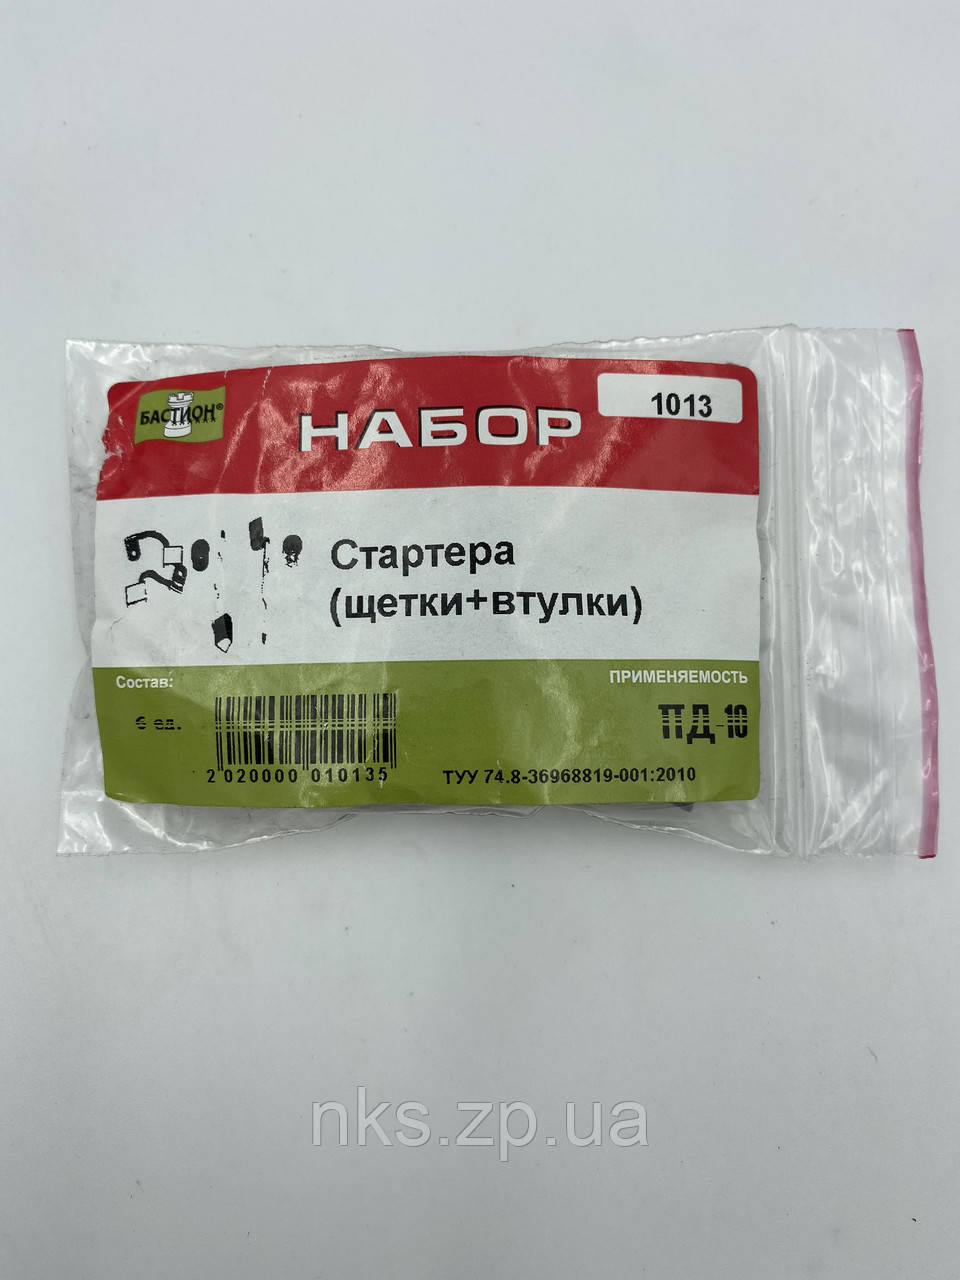 БАСТИОН®
НАБОР
1013
Стартера
(щетки+втулки)
Состав:
6 ед.
ПРИМЕНЯЕМОСТЬ
ПД-10
2 020000 010135
ТУУ 74.8-36968819-001:2010
nks.zp.ua